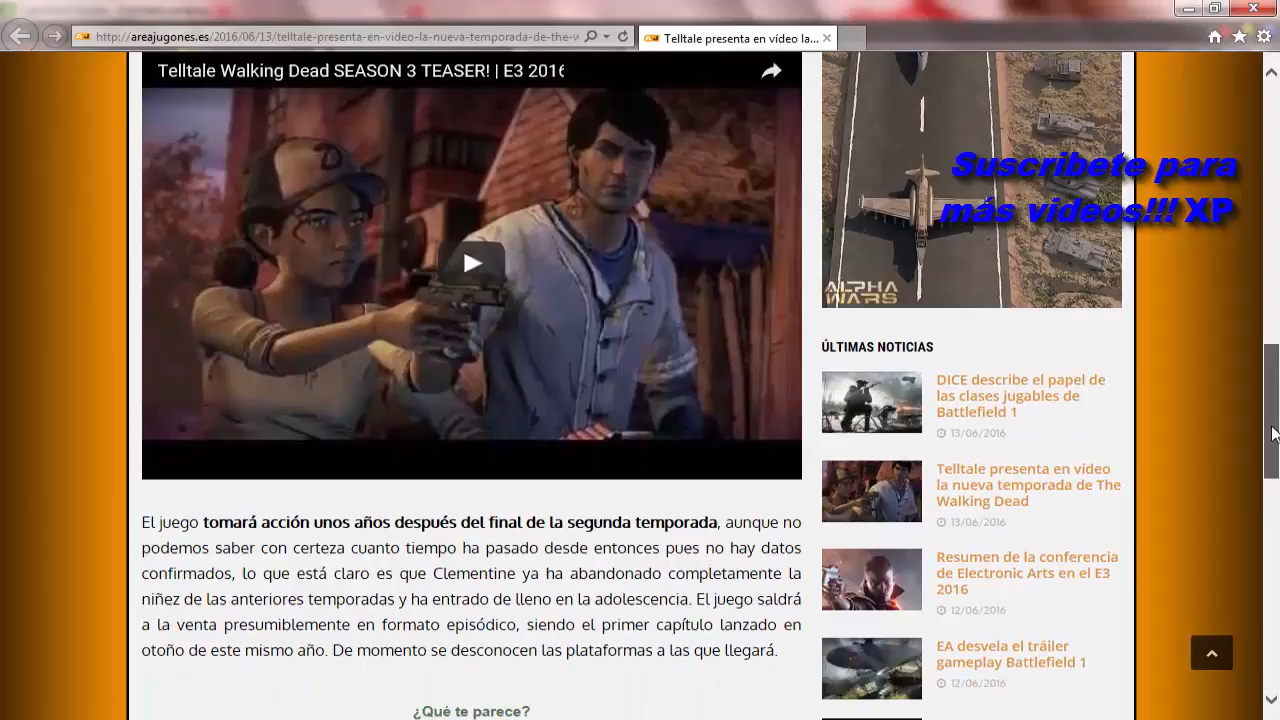 http://areajugones.es/2016/06/13/telltale-presenta-en-video-la-nueva-temporada-de-the-w
Telltale presenta en vídeo la...
Telltale Walking Dead SEASON 3 TEASER! | E3 2016
Suscribete para
más videos!!! XP
ALPHA
WARS
ÚLTIMAS NOTICIAS
DICE describe el papel de
las clases jugables de
Battlefield 1
13/06/2016
Telltale presenta en vídeo
la nueva temporada de The
Walking Dead
13/06/2016
Resumen de la conferencia
de Electronic Arts en el E3
2016
12/06/2016
EA desvela el tráiler
gameplay Battlefield 1
12/06/2016
El juego tomará acción unos años después del final de la segunda temporada, aunque no
podemos saber con certeza cuanto tiempo ha pasado desde entonces pues no hay datos
confirmados, lo que está claro es que Clementine ya ha abandonado completamente la
niñez de las anteriores temporadas y ha entrado de lleno en la adolescencia. El juego saldrá
a la venta presumiblemente en formato episódico, siendo el primer capítulo lanzado en
otoño de este mismo año. De momento se desconocen las plataformas a las que llegará.
¿Qué te parece?